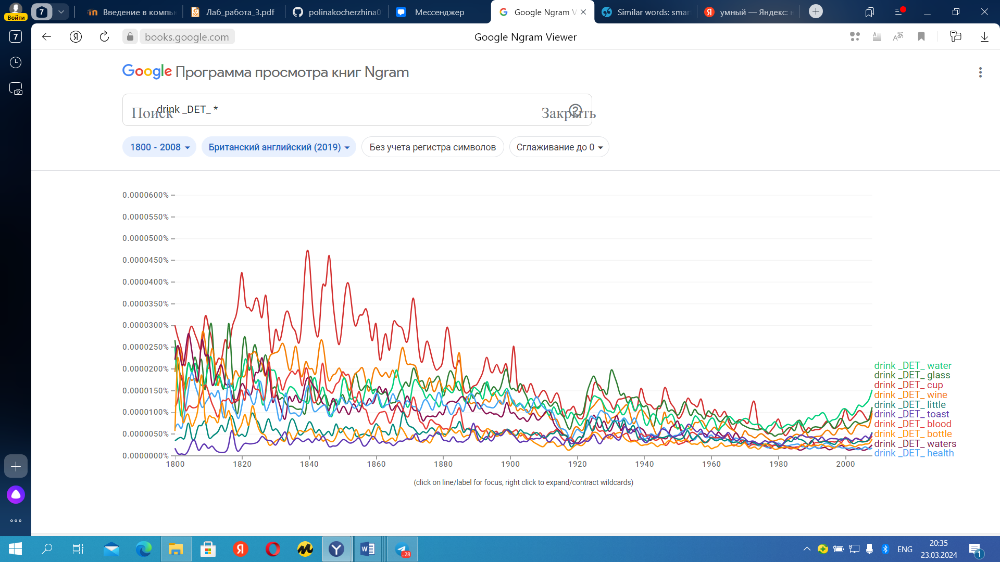 Войти
7
Введение в компь
Лаб_работа_3.pdf
polinakocherzhina0
Мессенджер
Google Ngram V
Similar words: smar
умный — Яндекс: н
7
books.google.com
Google Ngram Viewer
Google Программа просмотра книг Ngram
Поиск
drink _DET_ *
Закрыть
1800 - 2008
Британский английский (2019)
Без учета регистра символов
Сглаживание до 0
0.0000600%
0.0000550%
0.0000500%
0.0000450%
0.0000400%
0.0000350%
0.0000300%
0.0000250%
0.0000200%
0.0000150%
0.0000100%
0.0000050%
0.0000000%
1800 1820 1840 1860 1880 1900 1920 1940 1960 1980 2000
drink _DET_ water
drink _DET_ glass
drink _DET_ cup
drink _DET_ wine
drink _DET_ little
drink _DET_ toast
drink _DET_ blood
drink _DET_ bottle
drink _DET_ waters
drink _DET_ health
(click on line/label for focus, right click to expand/contract wildcards)
..28
ENG
20:35
23.03.2024
1